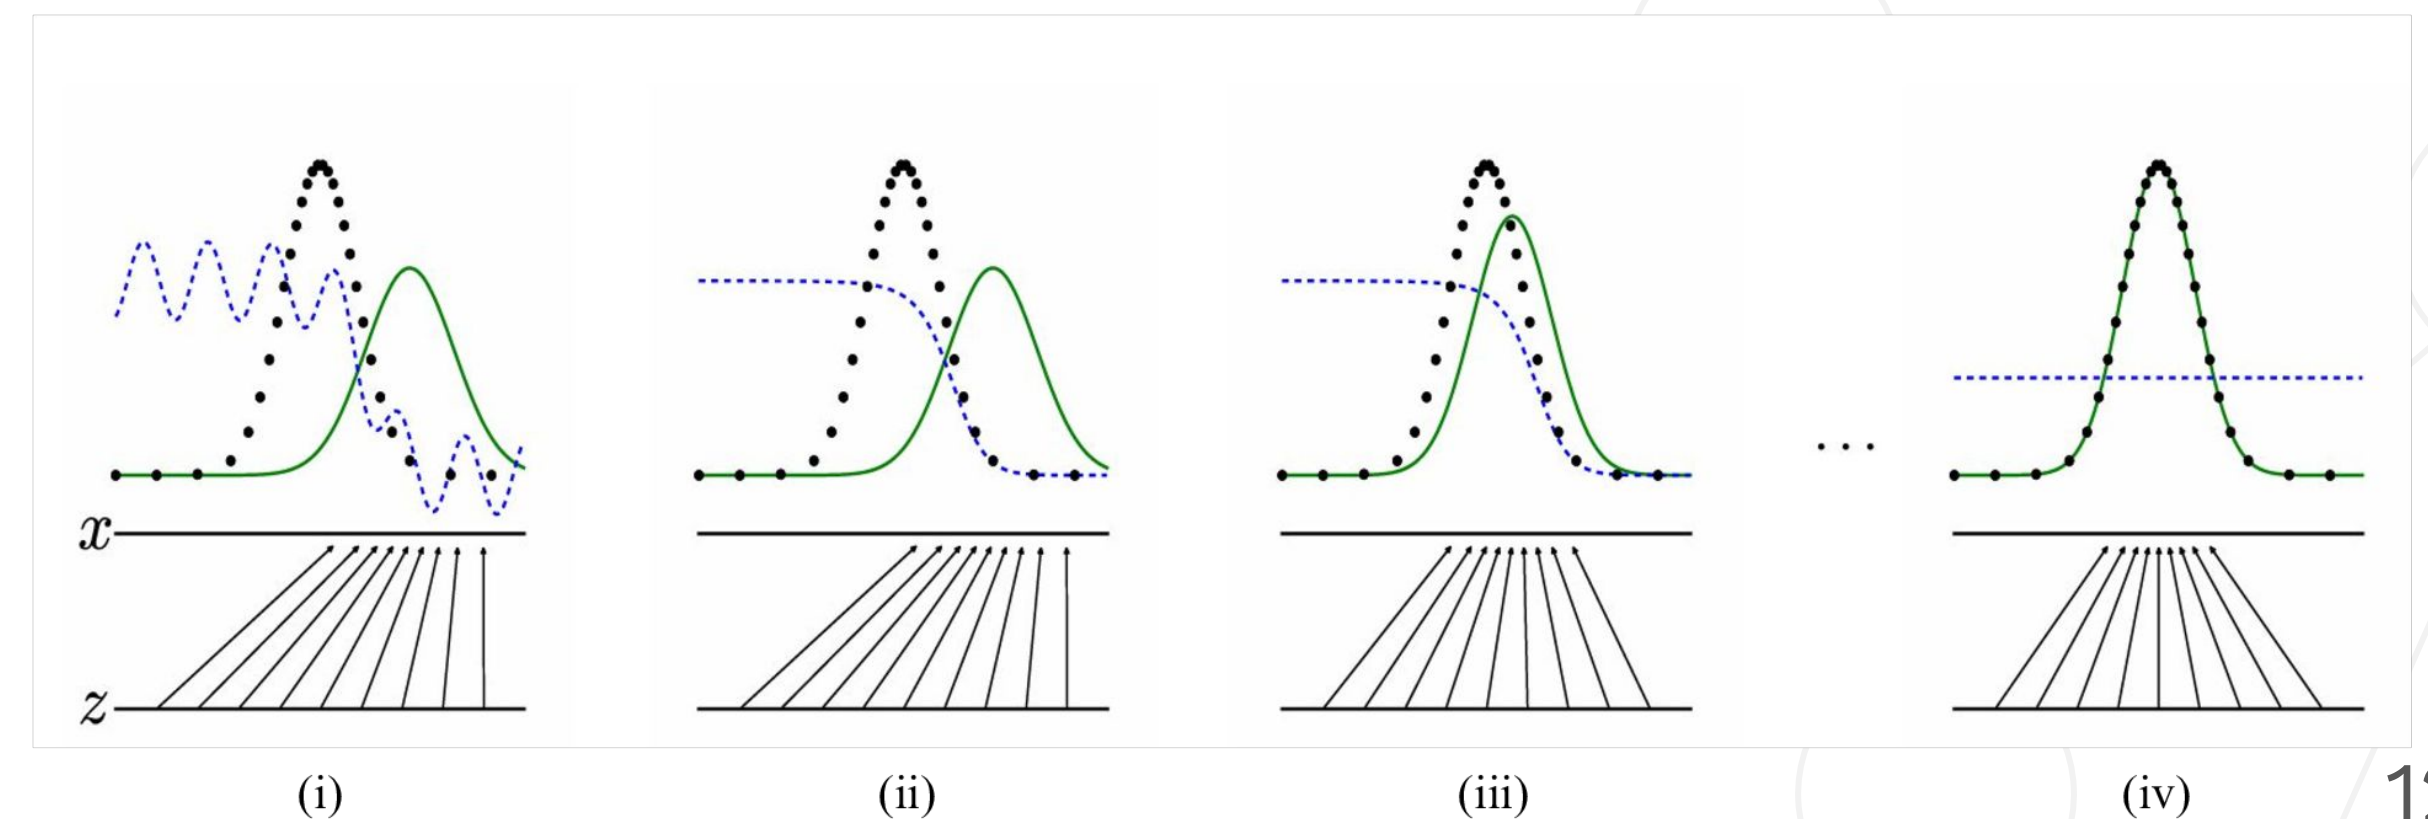 x
z
. . .
(i)
(ii)
(iii)
(iv)